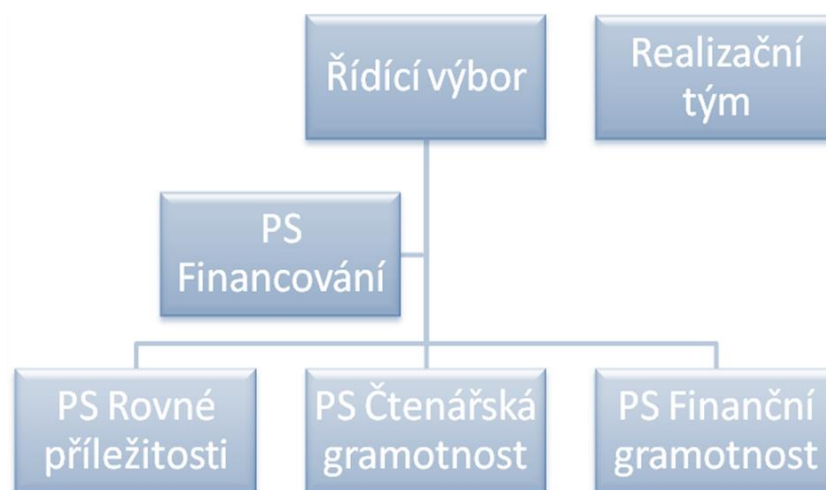 Řídící výbor
Realizační
tým
PS
Financování
PS Rovné
příležitosti
PS Čtenářská
gramotnost
PS Finanční
gramotnost